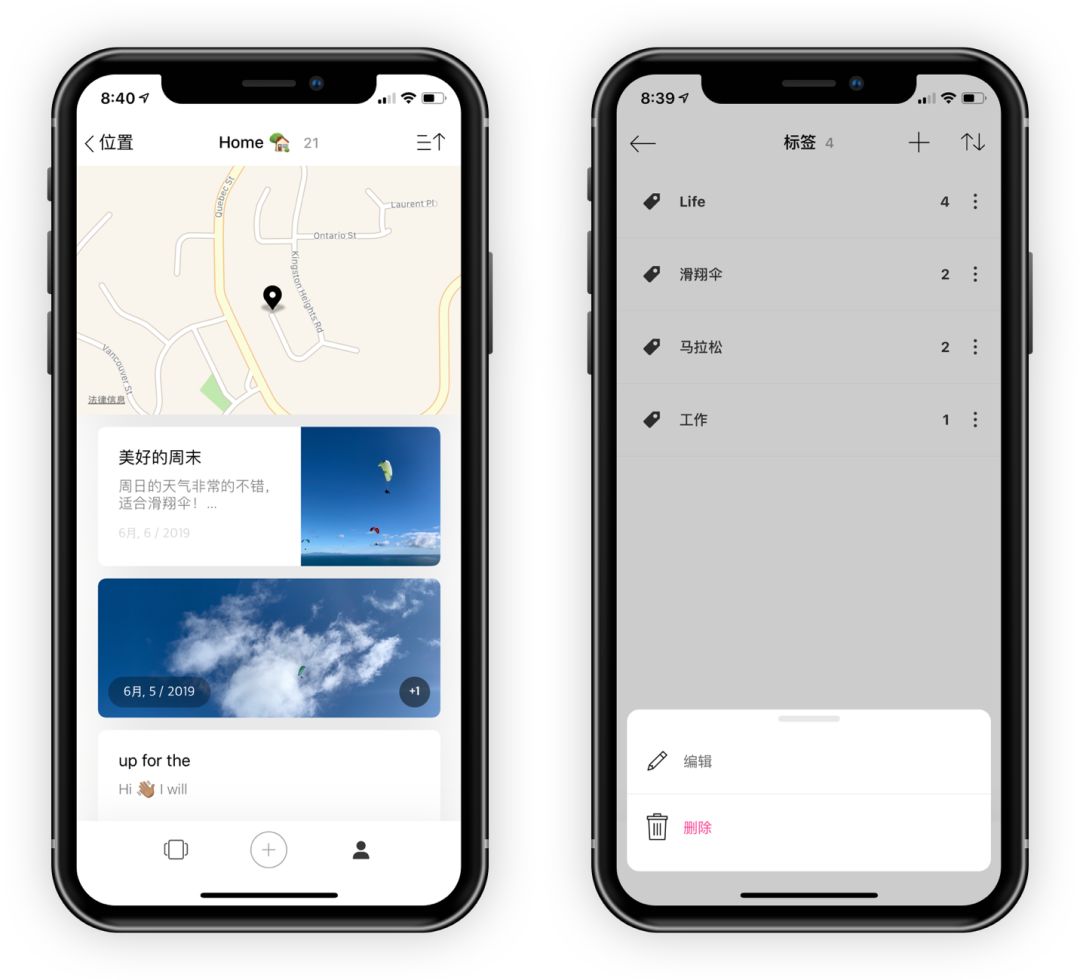 8:40
位置
Home 🏡 21
Quebec St
Laurent Pl
Ontario St
Kingston Heights Rd
Vancouver St
法律信息
美好的周末
周日的天气非常的不错，
适合滑翔伞！...
6月, 6 / 2019
6月, 5 / 2019
+1
up for the
Hi 👋🏽 I will
8:39
标签 4
Life 4
滑翔伞 2
马拉松 2
工作 1
编辑
删除